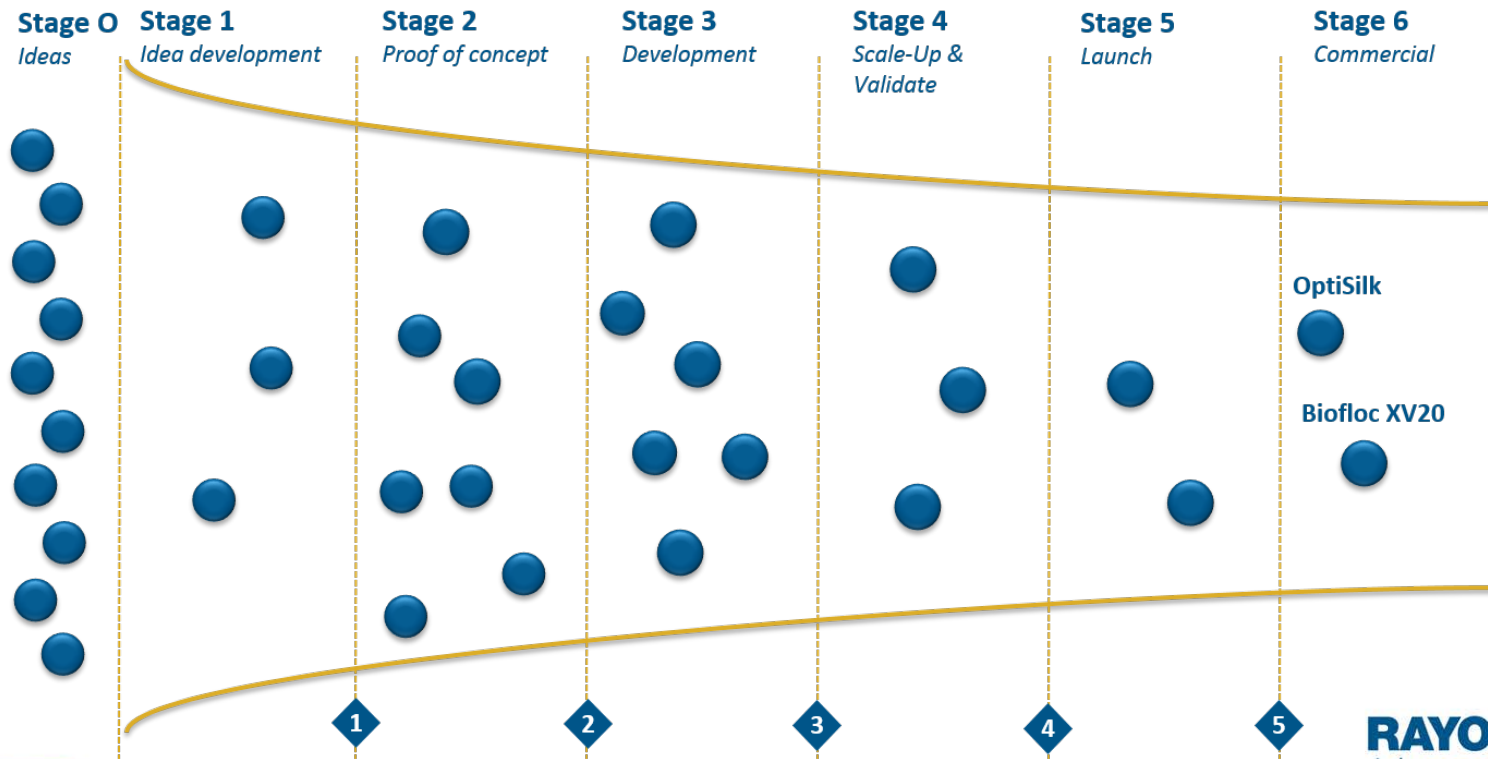 Stage O
Ideas
Stage 1
Idea development
Stage 2
Proof of concept
Stage 3
Development
Stage 4
Scale-Up &
Validate
Stage 5
Launch
Stage 6
Commercial
OptiSilk
Biofloc XV20
1
2
3
4
5
RAYO